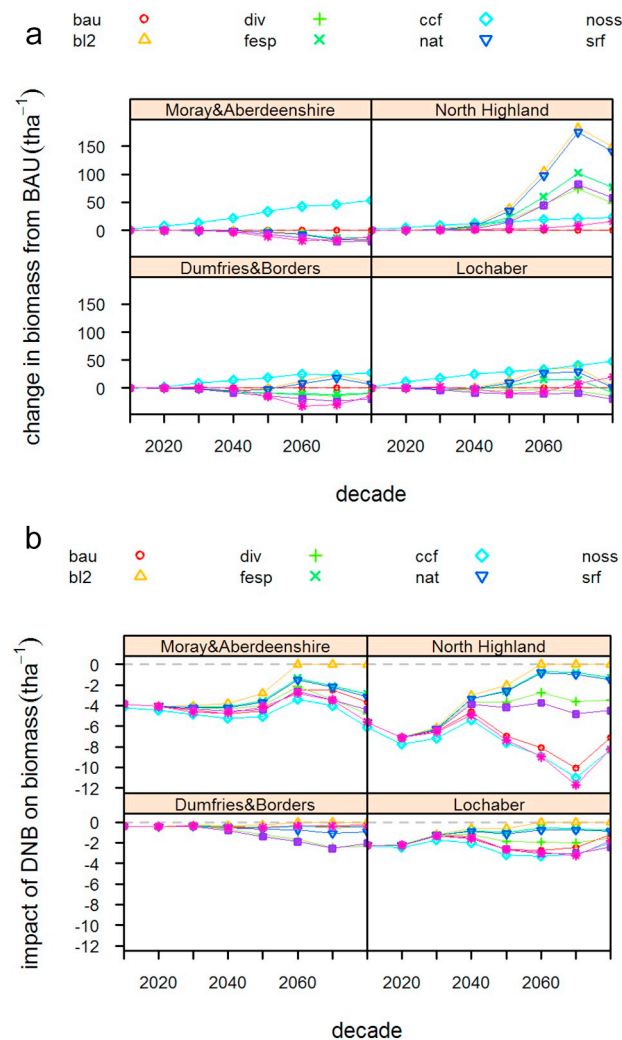 a
bau div ccf noss
bl2 fesp nat srf
change in biomass from BAU (tha⁻¹)
Moray&Aberdeenshire North Highland
150
100
50
0
Dumfries&Borders Lochaber
150
100
50
0
2020 2040 2060 2020 2040 2060
decade
b
bau div ccf noss
bl2 fesp nat srf
impact of DNB on biomass (tha⁻¹)
Moray&Aberdeenshire North Highland
0
-2
-4
-6
-8
-10
-12
Dumfries&Borders Lochaber
0
-2
-4
-6
-8
-10
-12
2020 2040 2060 2020 2040 2060
decade